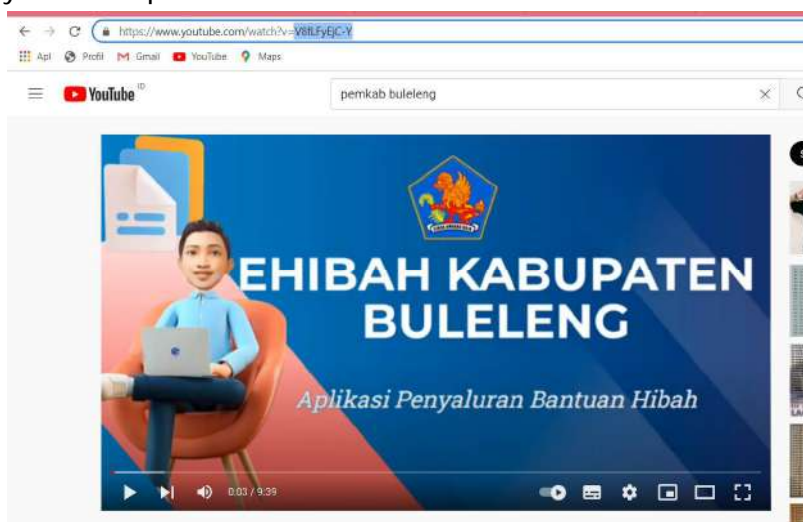 https://www.youtube.com/watch?v=V8fLFyEjC-Y
Apl Profil Gmail YouTube Maps
YouTube ID
pemkab buleleng
EHIBAH KABUPATEN
BULELENG
Aplikasi Penyaluran Bantuan Hibah
0:03 / 9:39